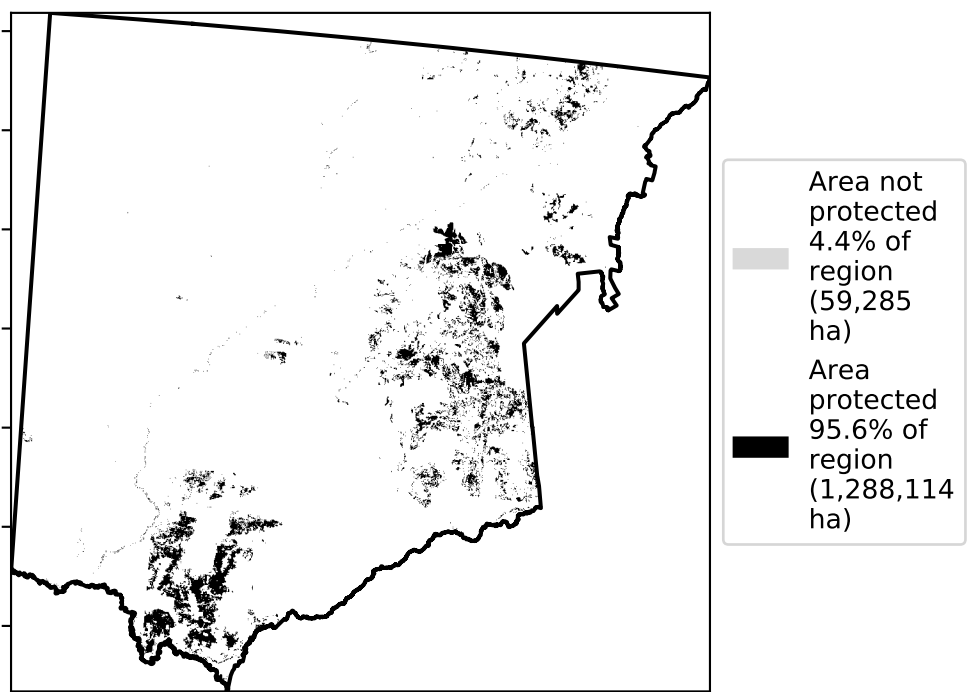 Area not
protected
4.4% of
region
(59,285
ha)
Area
protected
95.6% of
region
(1,288,114
ha)